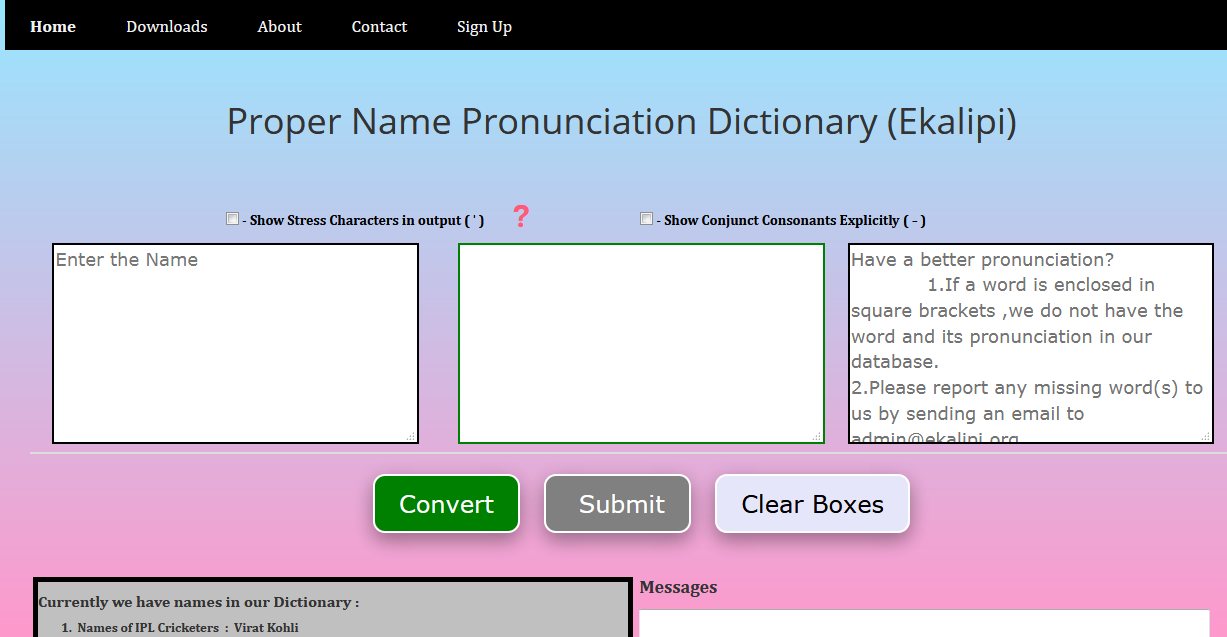 Home Downloads About Contact Sign Up
Proper Name Pronunciation Dictionary (Ekalipi)
- Show Stress Characters in output ( ' ) ? - Show Conjunct Consonants Explicitly ( - )
Enter the Name
Have a better pronunciation?
1.If a word is enclosed in
square brackets ,we do not have the
word and its pronunciation in our
database.
2.Please report any missing word(s) to
us by sending an email to
admin@ekalipi.org
Convert Submit Clear Boxes
Currently we have names in our Dictionary :
1. Names of IPL Cricketers : Virat Kohli
Messages